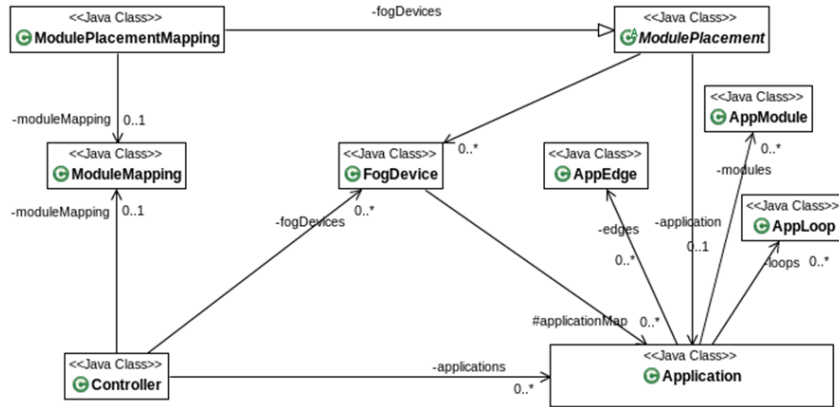 -fogDevices
<<Java Class>>
ModulePlacementMapping
<<Java Class>>
ModulePlacement
<<Java Class>>
AppModule
-moduleMapping 0..1
<<Java Class>>
ModuleMapping
<<Java Class>>
FogDevice
0..*
<<Java Class>>
AppEdge
0..*
-modules
-moduleMapping 0..1
-fogDevices
0..*
-application
0..1
<<Java Class>>
AppLoop
-edges
0..*
-loops 0..*
#applicationMap 0..*
<<Java Class>>
Controller
-applications
0..*
<<Java Class>>
Application